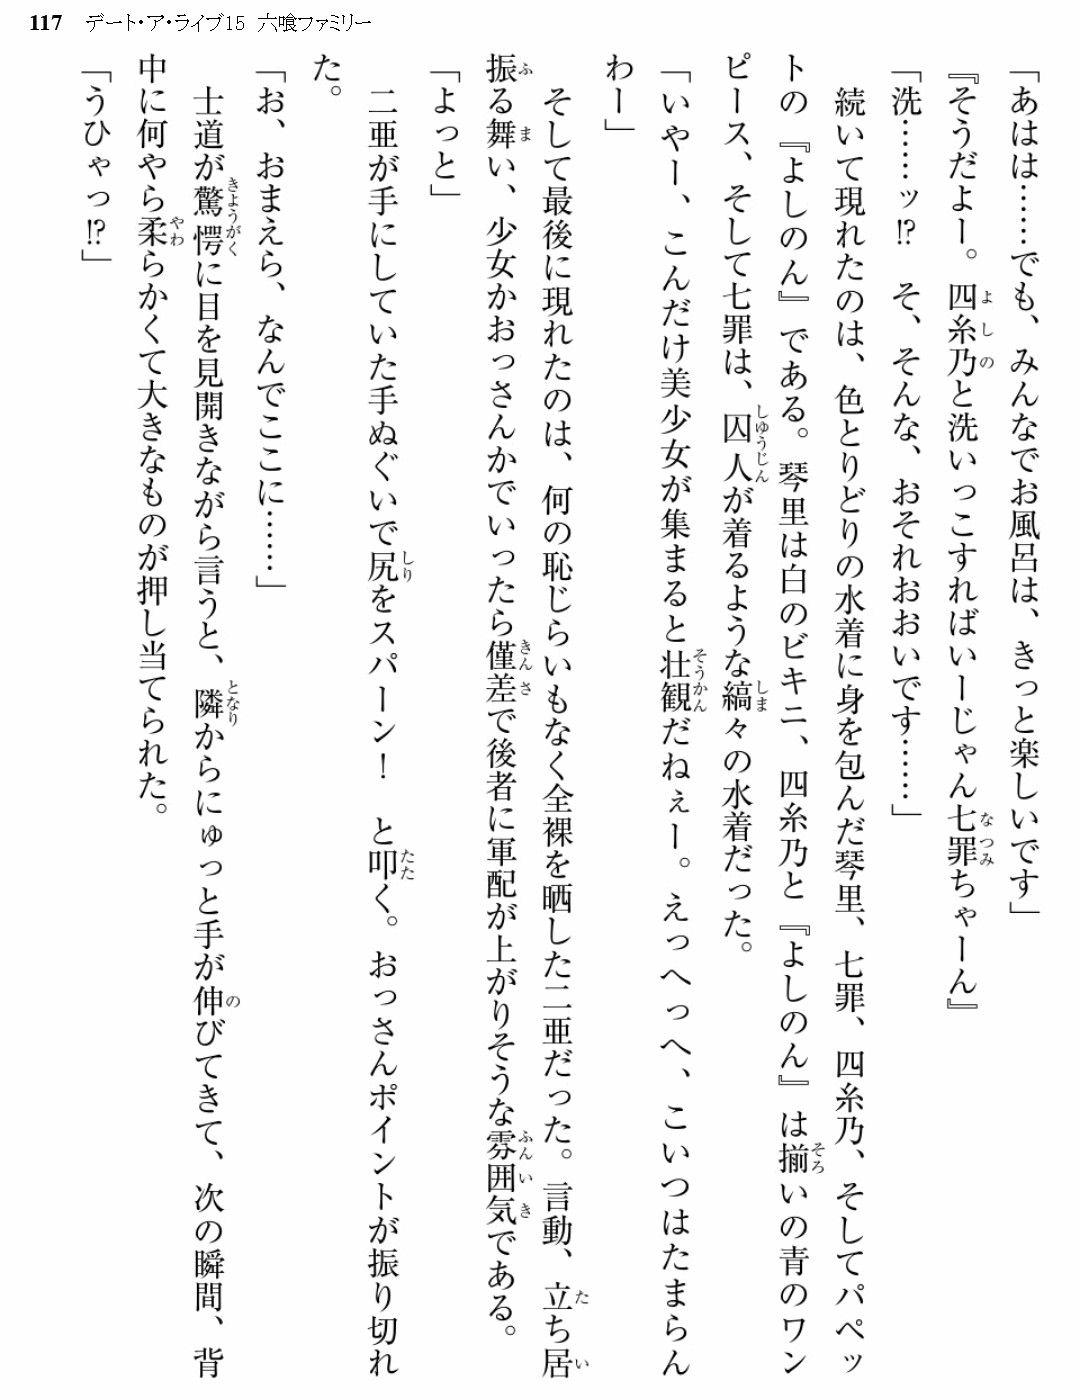 117 デート・ア・ライブ15 六喰ファミリー
「あはは……でも、みんなでお風呂は、きっと楽しいです」
『そうだよー。四糸乃と洗いっこすればいーじゃん七罪ちゃーん』
「洗……ッ!? そ、そんな、おそれおおいです……」
　続いて現れたのは、色とりどりの水着に身を包んだ琴里、七罪、四糸乃、そしてパペッ
トの『よしのん』である。琴里は白のビキニ、四糸乃と『よしのん』は揃いの青のワン
ピース、そして七罪は、囚人が着るような縞々の水着だった。
「いやー、こんだけ美少女が集まると壮観だねぇー。えっへっへ、こいつはたまらん
わー」
　そして最後に現れたのは、何の恥じらいもなく全裸を晒した二亜だった。言動、立ち居
振る舞い、少女かおっさんかでいったら僅差で後者に軍配が上がりそうな雰囲気である。
「よっと」
　二亜が手にしていた手ぬぐいで尻をスパーン！　と叩く。おっさんポイントが振り切れ
た。
「お、おまえら、なんでここに……」
　士道が驚愕に目を見開きながら言うと、隣からにゅっと手が伸びてきて、次の瞬間、背
中に何やら柔らかくて大きなものが押し当てられた。
「うひゃっ!?」